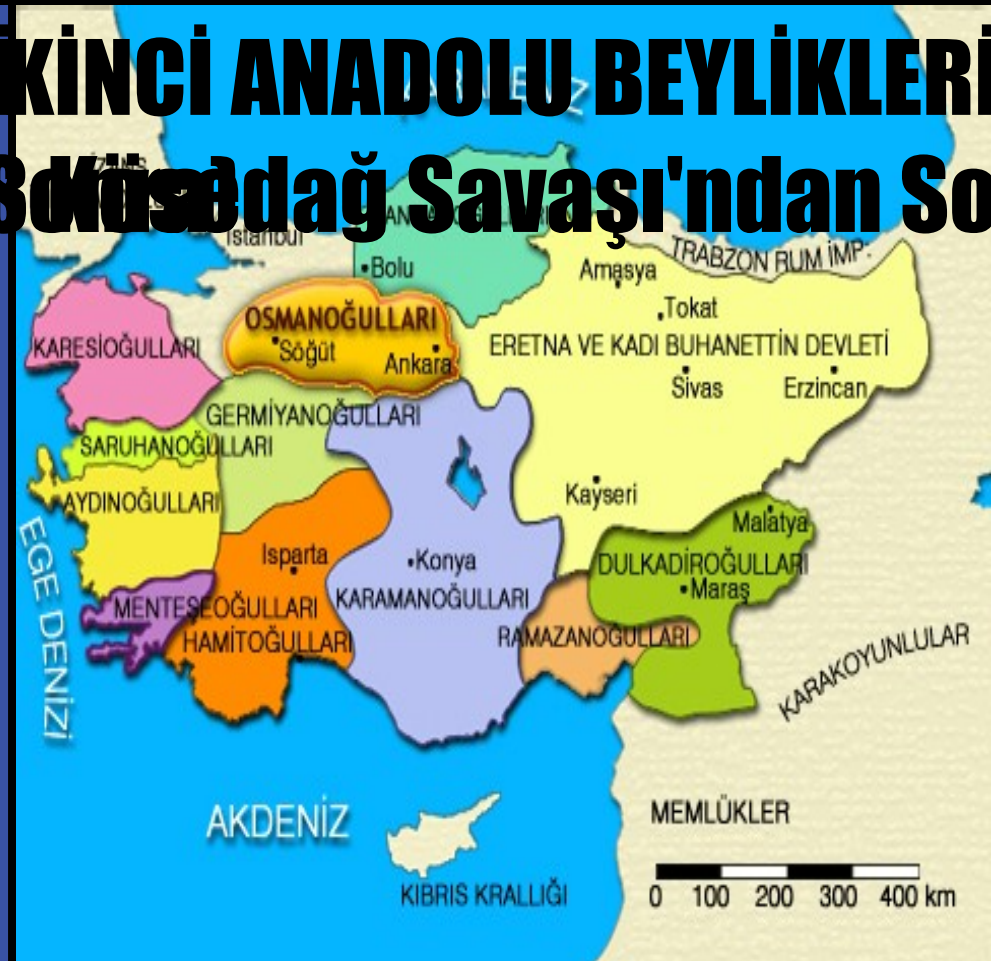 KİNCİ ANADOLU BEYLİKLERİ
Kösedağ Savaşı'ndan So
İstanbul
Bolu
Amasya
TRABZON RUM İMP.
Tokat
OSMANOĞULLARI
Söğüt
Ankara
KARESİOĞULLARI
ERETNA VE KADI BUHANETTİN DEVLETİ
Sivas
Erzincan
GERMİYANOĞULLARI
SARUHANOĞULLARI
Kayseri
AYDINOĞULLARI
Malatya
EGE DENİZİ
Isparta
Konya
DULKADİROĞULLARI
Maraş
MENTEŞEOĞULLARI
KARAMANOĞULLARI
HAMİTOĞULLARI
RAMAZANOĞULLARI
KARAKOYUNLULAR
AKDENİZ
MEMLÜKLER
KIBRIS KRALLIĞI
0 100 200 300 400 km